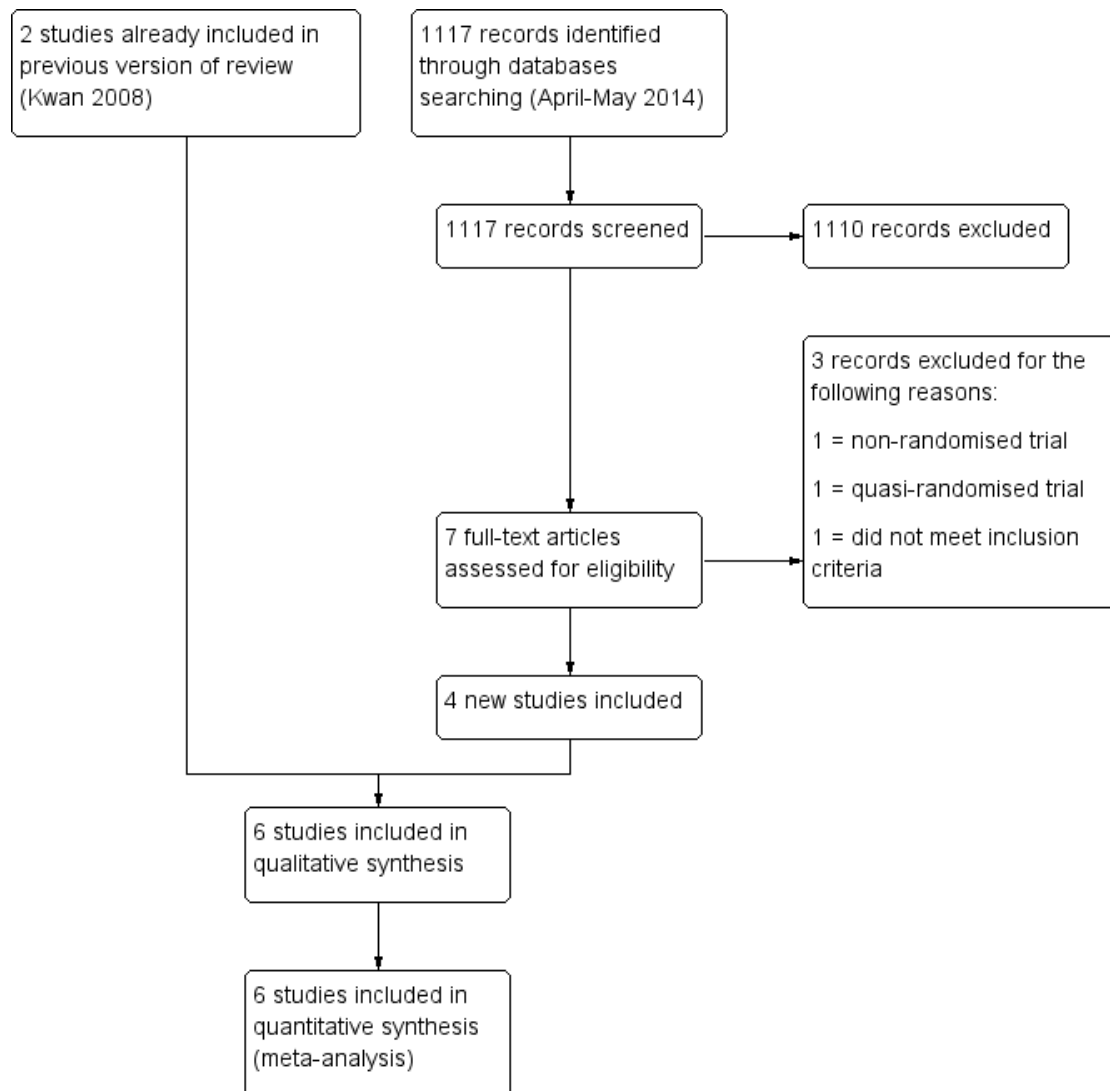 2 studies already included in
previous version of review
(Kwan 2008)
1117 records identified
through databases
searching (April-May 2014)
1117 records screened
1110 records excluded
3 records excluded for the
following reasons:
1 = non-randomised trial
1 = quasi-randomised trial
1 = did not meet inclusion
criteria
7 full-text articles
assessed for eligibility
4 new studies included
6 studies included in
qualitative synthesis
6 studies included in
quantitative synthesis
(meta-analysis)